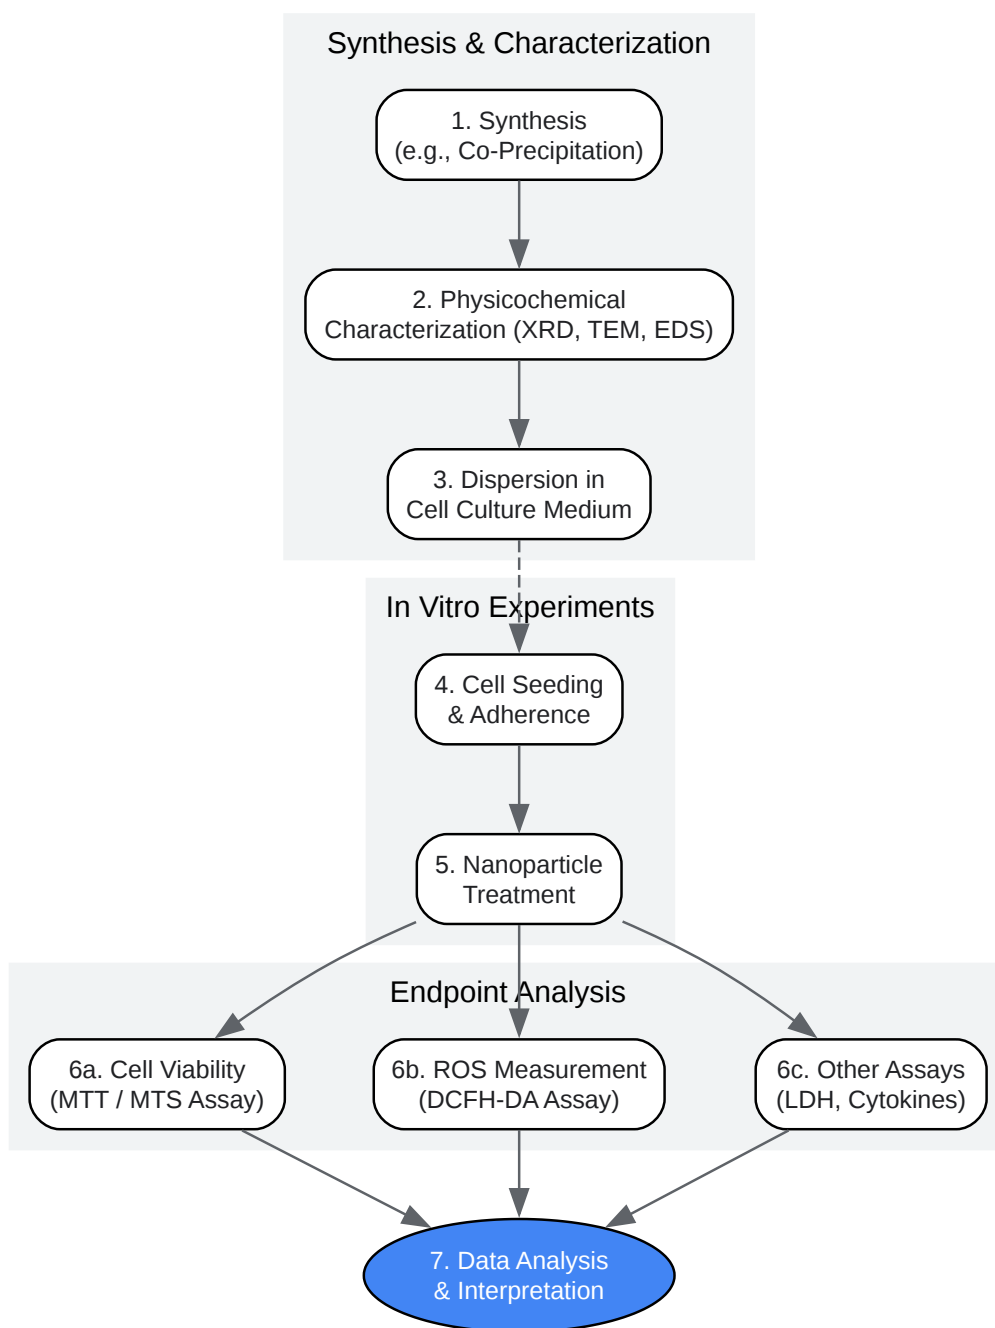 Synthesis & Characterization
1. Synthesis
(e.g., Co-Precipitation)
2. Physicochemical
Characterization (XRD, TEM, EDS)
3. Dispersion in
Cell Culture Medium
In Vitro Experiments
4. Cell Seeding
& Adherence
5. Nanoparticle
Treatment
Endpoint Analysis
6a. Cell Viability
(MTT / MTS Assay)
6b. ROS Measurement
(DCFH-DA Assay)
6c. Other Assays
(LDH, Cytokines)
7. Data Analysis
& Interpretation